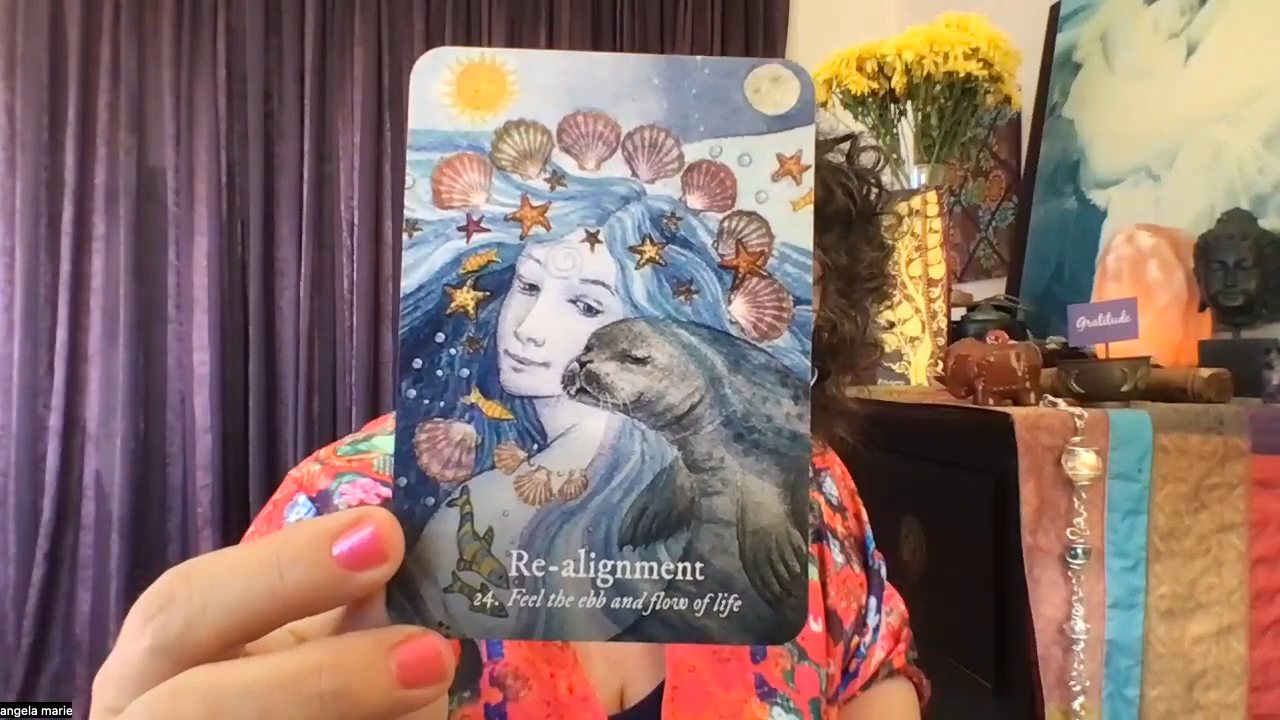 Re-alignment
24. Feel the ebb and flow of life
Gratitude
angela marie